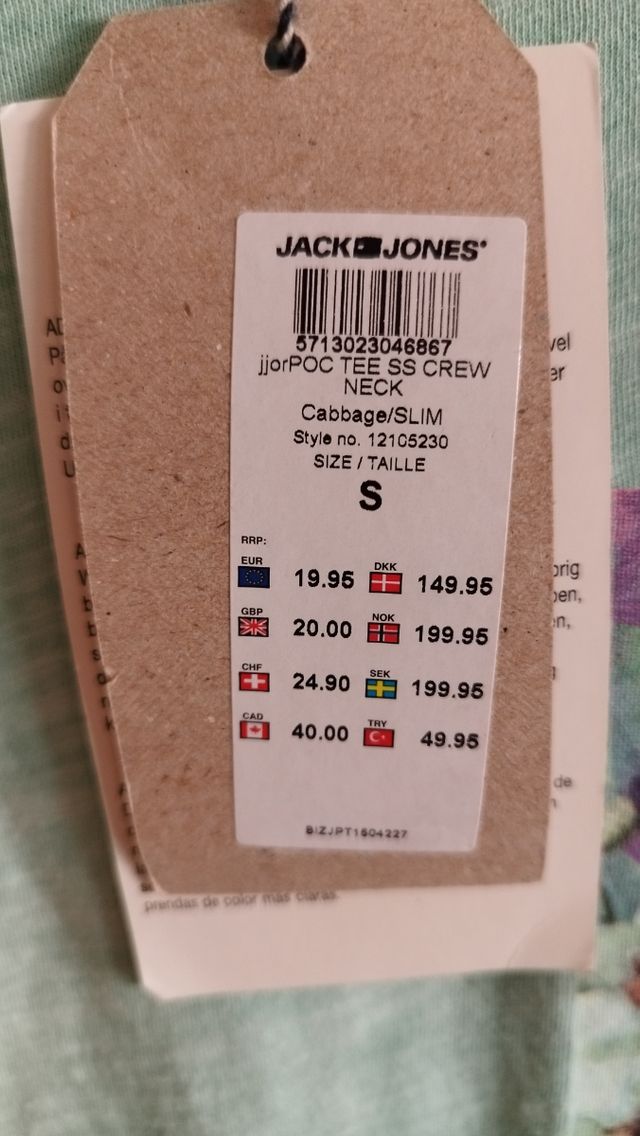 JACK JONES
5713023046867
jjorPOC TEE SS CREW
NECK
Cabbage/SLIM
Style no. 12105230
SIZE / TAILLE
S
RRP:
EUR 19.95 DKK 149.95
GBP 20.00 NOK 199.95
CHF 24.90 SEK 199.95
CAD 40.00 TRY 49.95
BIZJPT1504227
prendas de color mas claras.